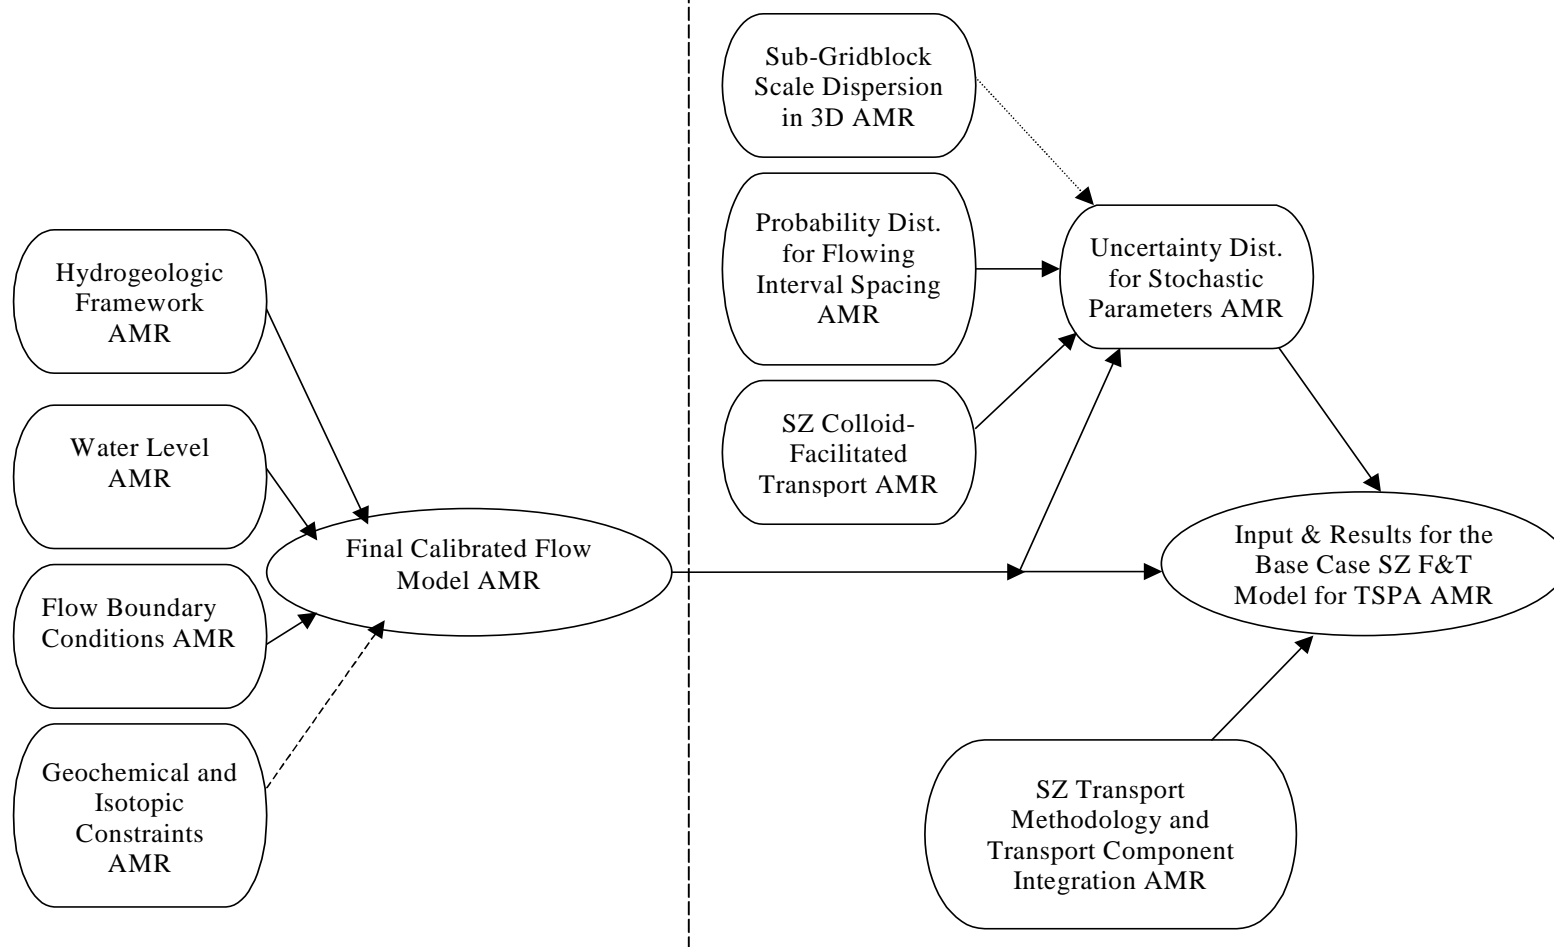 Hydrogeologic
Framework
AMR
Water Level
AMR
Flow Boundary
Conditions AMR
Geochemical and
Isotopic
Constraints
AMR
Final Calibrated Flow
Model AMR
Sub-Gridblock
Scale Dispersion
in 3D AMR
Probability Dist.
for Flowing
Interval Spacing
AMR
SZ Colloid-
Facilitated
Transport AMR
Uncertainty Dist.
for Stochastic
Parameters AMR
Input & Results for the
Base Case SZ F&T
Model for TSPA AMR
SZ Transport
Methodology and
Transport Component
Integration AMR